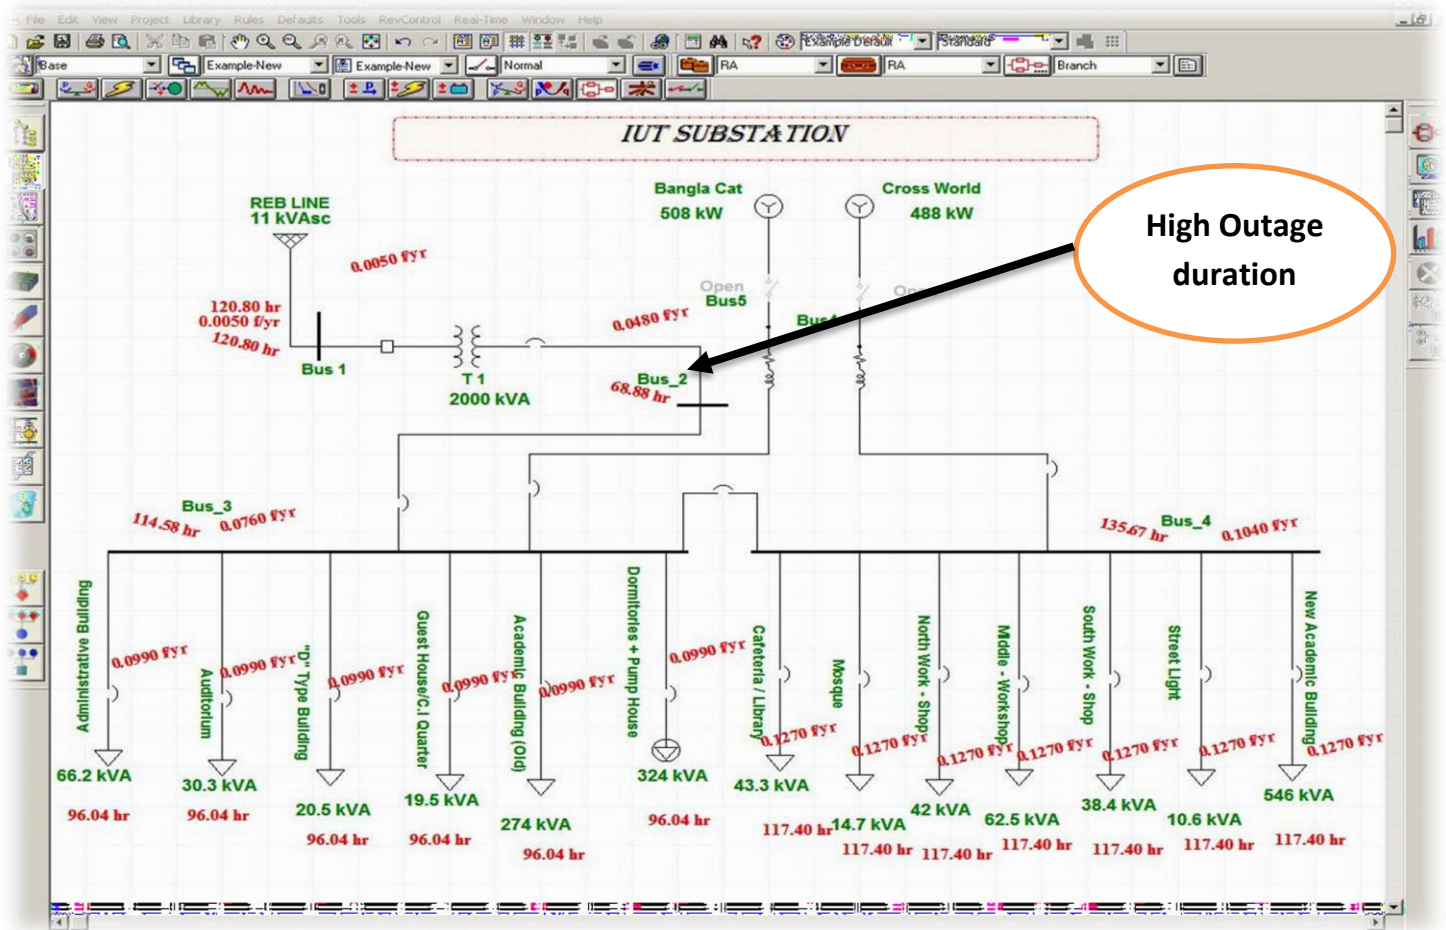 File Edit View Project Library Rules Defaults Tools RevControl Real-Time Window Help
Example Default Standard
Base Example-New Example-New Normal RA RA Branch
IUT SUBSTATION
REB LINE
11 kVAsc
Bangla Cat
508 kW
Cross World
488 kW
High Outage
duration
0.0050 f/yr
120.80 hr
0.0050 f/yr
120.80 hr
Bus 1
T 1
2000 kVA
0.0480 f/yr
Open
Bus5
Bus_2
68.88 hr
Bus_3
114.58 hr 0.0760 f/yr
Bus_4
135.67 hr 0.1040 f/yr
Administrative Building
Auditorium
"D" Type Building
Guest House/C.I Quarter
Academic Building (Old)
Dormitories + Pump House
Cafeteria / Library
Mosque
North Work - Shop
Middle - Workshop
South Work - Shop
Street Light
New Academic Building
0.0990 f/yr
0.0990 f/yr
0.0990 f/yr
0.0990 f/yr
0.0990 f/yr
0.0990 f/yr
0.1270 f/yr
0.1270 f/yr
0.1270 f/yr
0.1270 f/yr
0.1270 f/yr
0.1270 f/yr
0.1270 f/yr
66.2 kVA
30.3 kVA
20.5 kVA
19.5 kVA
274 kVA
324 kVA
43.3 kVA
14.7 kVA
42 kVA
62.5 kVA
38.4 kVA
10.6 kVA
546 kVA
96.04 hr
96.04 hr
96.04 hr
96.04 hr
96.04 hr
96.04 hr
117.40 hr
117.40 hr
117.40 hr
117.40 hr
117.40 hr
117.40 hr
117.40 hr